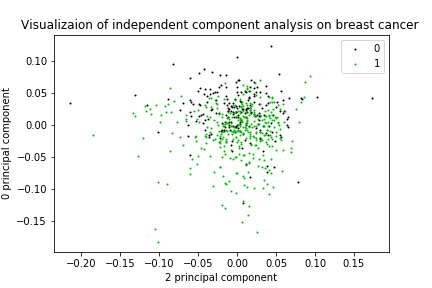 Visualizaion of independent component analysis on breast cancer
0
1
0.10
0.05
0.00
−0.05
−0.10
−0.15
0 principal component
−0.20 −0.15 −0.10 −0.05 0.00 0.05 0.10 0.15
2 principal component